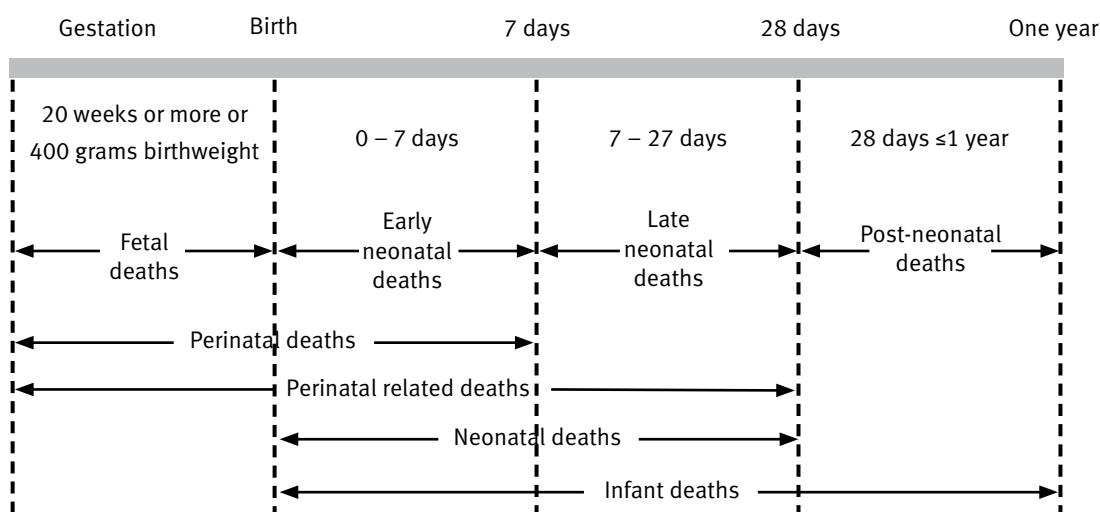 Gestation
Birth
7 days
28 days
One year
20 weeks or more or
400 grams birthweight
0 – 7 days
7 – 27 days
28 days ≤1 year
Fetal
deaths
Early
neonatal
deaths
Late
neonatal
deaths
Post-neonatal
deaths
Perinatal deaths
Perinatal related deaths
Neonatal deaths
Infant deaths